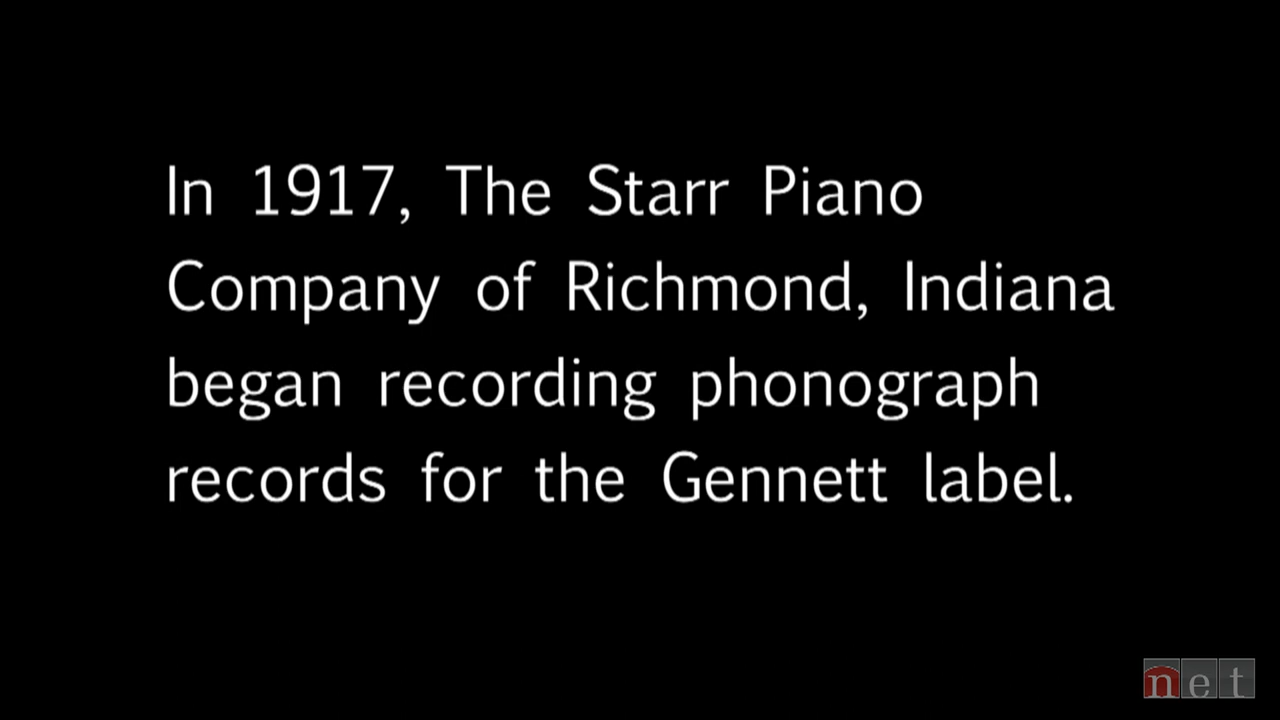 In 1917, The Starr Piano
Company of Richmond, Indiana
began recording phonograph
records for the Gennett label.
net